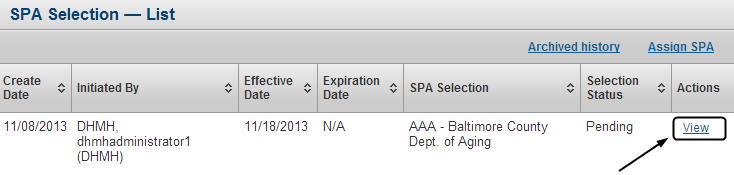 SPA Selection — List
Archived history Assign SPA
Create Date Initiated By Effective Date Expiration Date SPA Selection Selection Status Actions
11/08/2013 DHMH, dhmhadministrator1 (DHMH) 11/18/2013 N/A AAA - Baltimore County Dept. of Aging Pending View